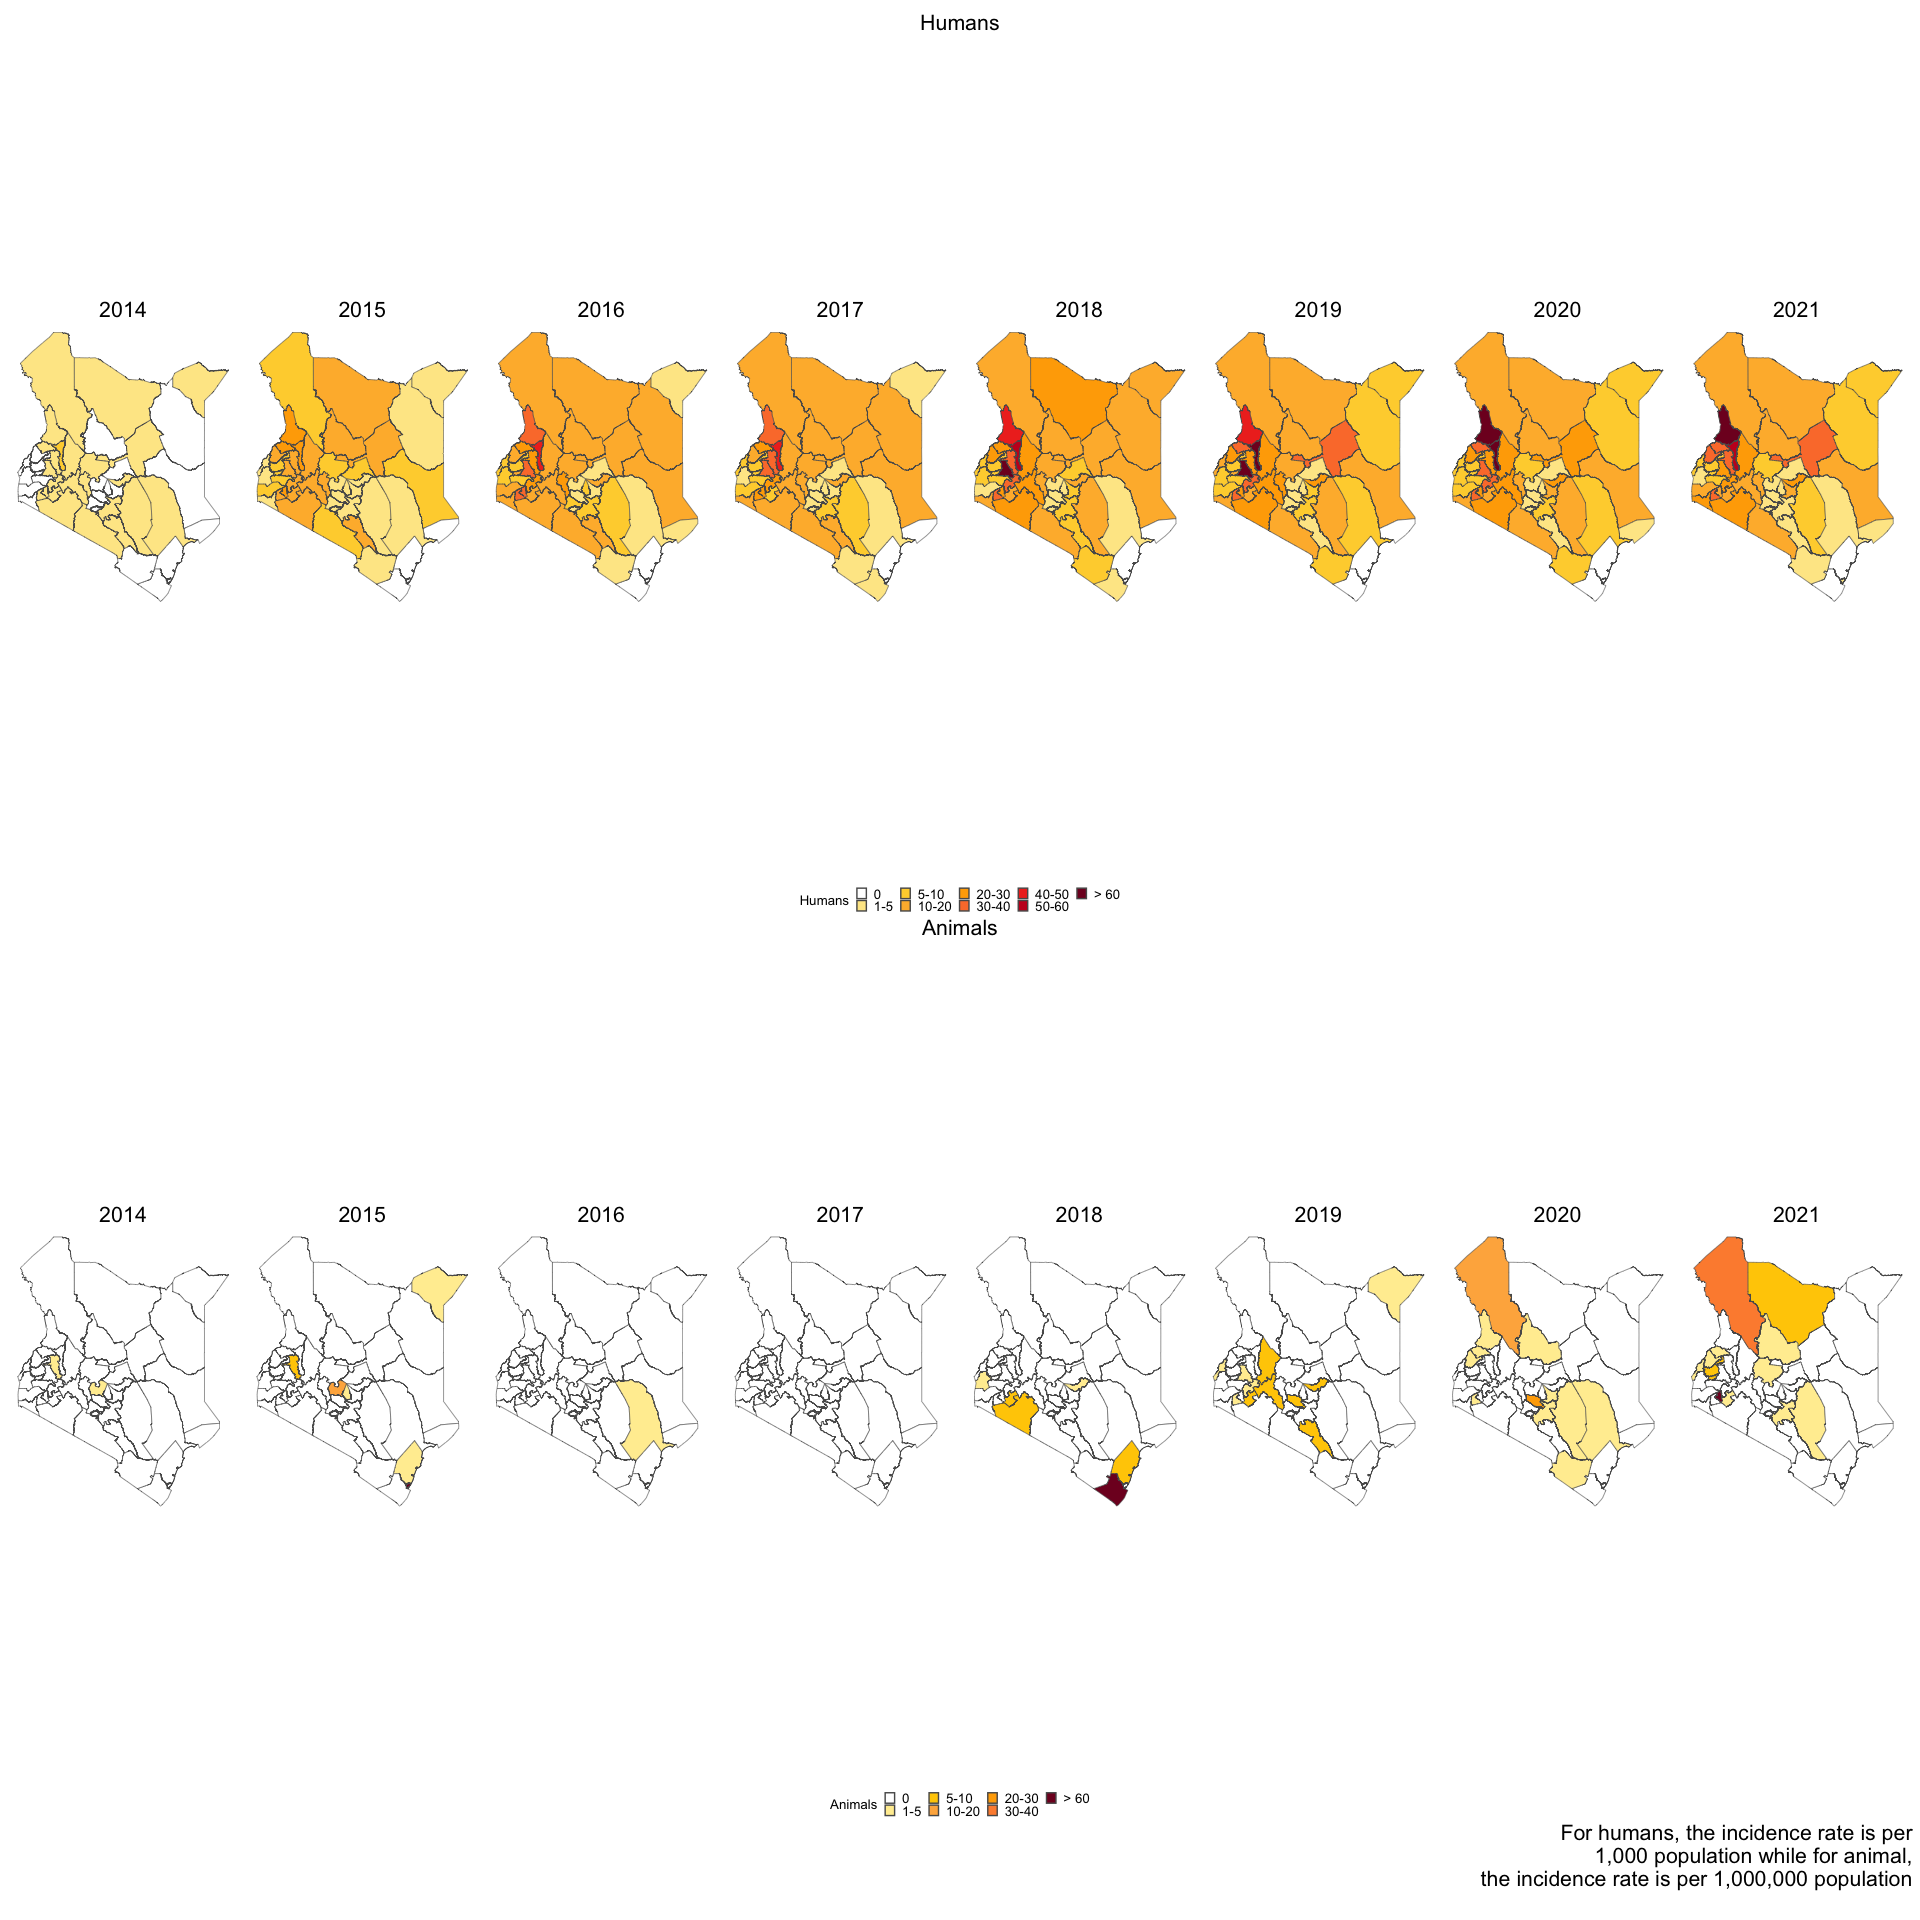 Humans
2014 2015 2016 2017 2018 2019 2020 2021
Humans 0 5-10 20-30 40-50 > 60
1-5 10-20 30-40 50-60
Animals
2014 2015 2016 2017 2018 2019 2020 2021
Animals 0 5-10 20-30 > 60
1-5 10-20 30-40
For humans, the incidence rate is per
1,000 population while for animal,
the incidence rate is per 1,000,000 population